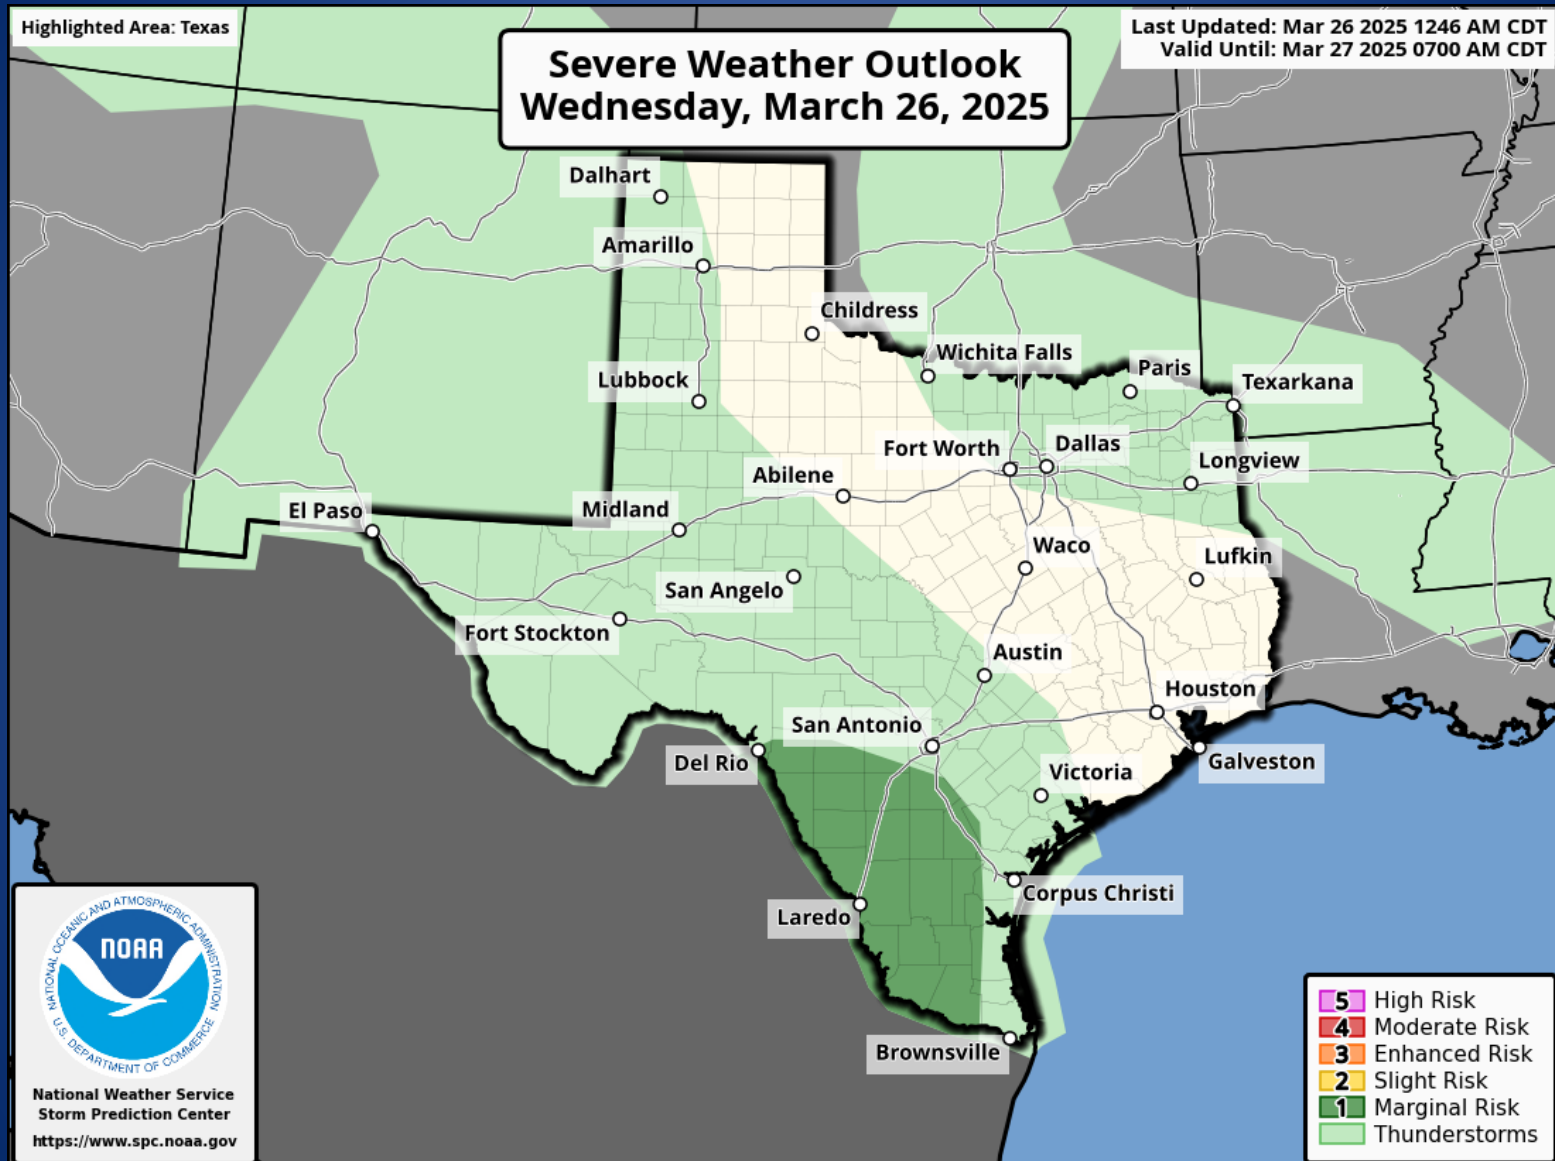 Highlighted Area: Texas
Last Updated: Mar 26 2025 1246 AM CDT
Valid Until: Mar 27 2025 0700 AM CDT
Severe Weather Outlook
Wednesday, March 26, 2025
Dalhart
Amarillo
Childress
Wichita Falls
Paris
Texarkana
Lubbock
Fort Worth
Dallas
Longview
Abilene
El Paso
Midland
Waco
Lufkin
San Angelo
Fort Stockton
Austin
Houston
San Antonio
Del Rio
Victoria
Galveston
Corpus Christi
Laredo
Brownsville
NATIONAL OCEANIC AND ATMOSPHERIC ADMINISTRATION
NOAA
U.S. DEPARTMENT OF COMMERCE
National Weather Service
Storm Prediction Center
https://www.spc.noaa.gov
5 High Risk
4 Moderate Risk
3 Enhanced Risk
2 Slight Risk
1 Marginal Risk
Thunderstorms